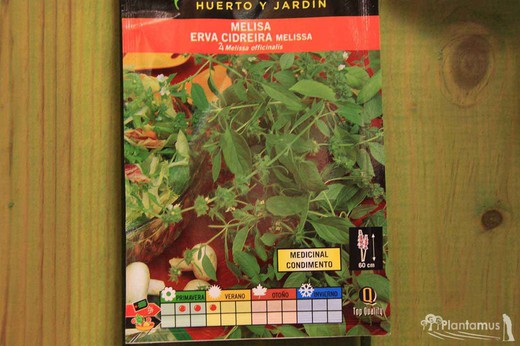 HUERTO Y JARDIN
MELISA
ERVA CIDREIRA MELISSA
Melissa officinalis
MEDICINAL
CONDIMENTO
60 cm
PRIMAVERA VERANO OTOÑO INVIERNO
Q
Top Quality
Plantamus